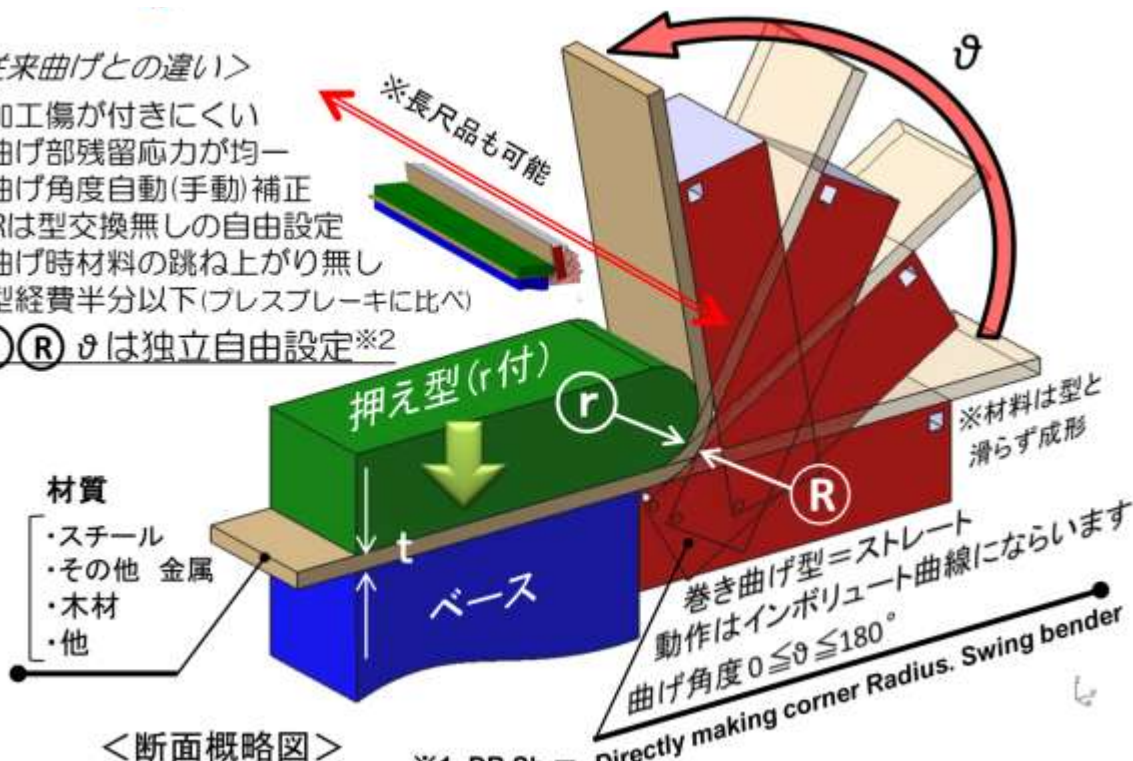 来曲げとの違い＞
加工傷が付きにくい
曲げ部残留応力が均一
曲げ角度自動(手動)補正
Rは型交換無しの自由設定
曲げ時材料の跳ね上がり無し
型経費半分以下(プレスブレーキに比べ)
Ⓡ ϑ は独立自由設定※2
※長尺品も可能
ϑ
押え型(r付)
r
R
※材料は型と
滑らず成形
材質
・スチール
・その他 金属
・木材
・他
t
ベース
巻き曲げ型＝ストレート
動作はインボリュート曲線にならいます
曲げ角度0≦ϑ≦180°
Directly making corner Radius. Swing bender
＜断面概略図＞